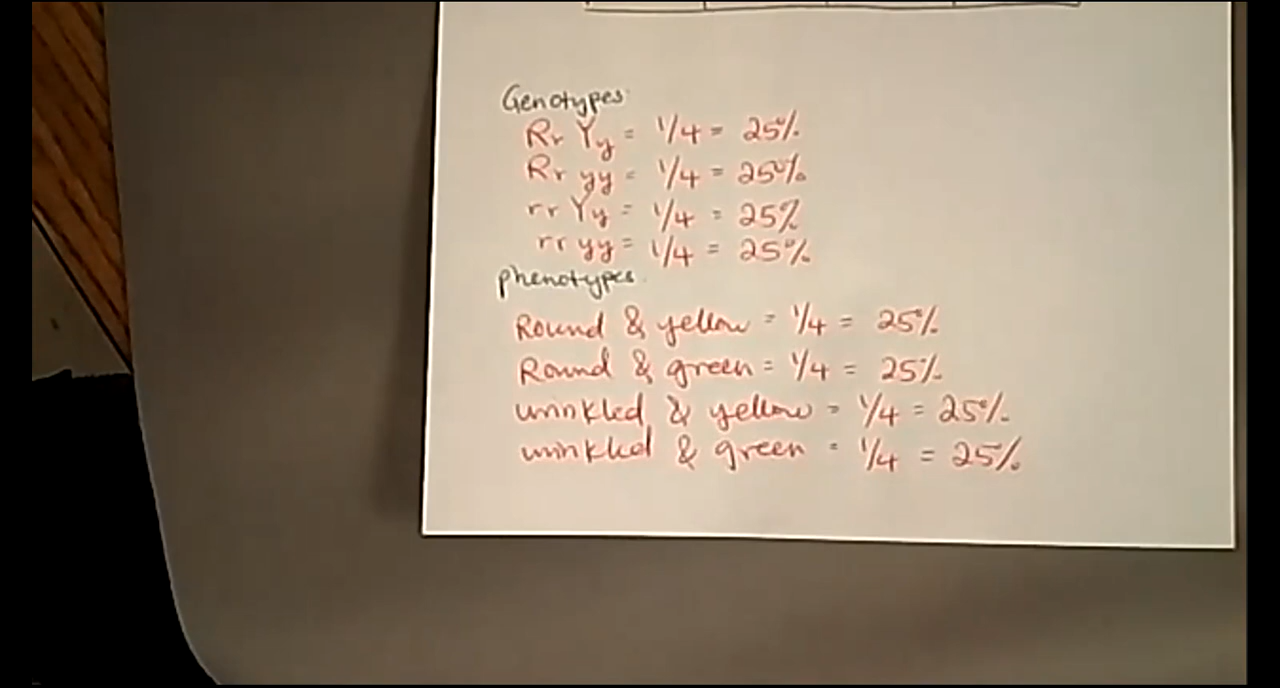 Genotypes:
Rr Yy = 1/4 = 25%
Rr yy = 1/4 = 25%
rr Yy = 1/4 = 25%
rr yy = 1/4 = 25%
phenotypes:
Round & yellow = 1/4 = 25%
Round & green = 1/4 = 25%
wrinkled & yellow = 1/4 = 25%
wrinkled & green = 1/4 = 25%